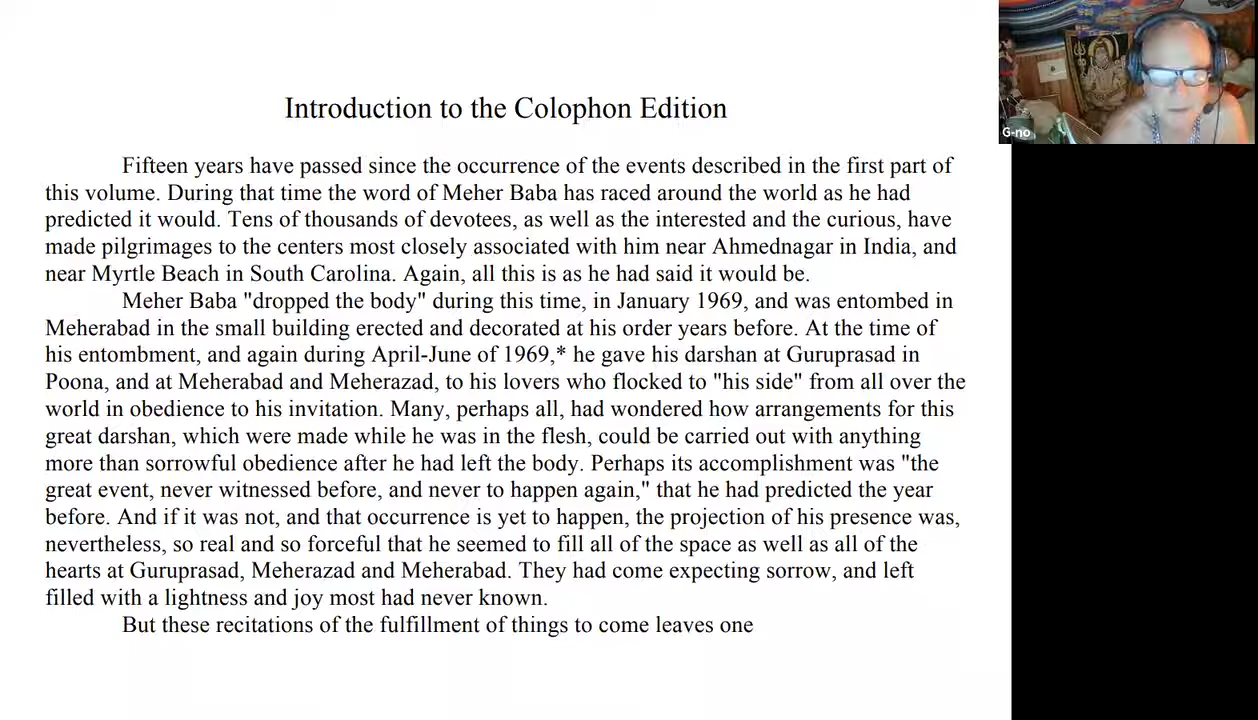 Introduction to the Colophon Edition
Fifteen years have passed since the occurrence of the events described in the first part of
this volume. During that time the word of Meher Baba has raced around the world as he had
predicted it would. Tens of thousands of devotees, as well as the interested and the curious, have
made pilgrimages to the centers most closely associated with him near Ahmednagar in India, and
near Myrtle Beach in South Carolina. Again, all this is as he had said it would be.
Meher Baba "dropped the body" during this time, in January 1969, and was entombed in
Meherabad in the small building erected and decorated at his order years before. At the time of
his entombment, and again during April-June of 1969,* he gave his darshan at Guruprasad in
Poona, and at Meherabad and Meherazad, to his lovers who flocked to "his side" from all over the
world in obedience to his invitation. Many, perhaps all, had wondered how arrangements for this
great darshan, which were made while he was in the flesh, could be carried out with anything
more than sorrowful obedience after he had left the body. Perhaps its accomplishment was "the
great event, never witnessed before, and never to happen again," that he had predicted the year
before. And if it was not, and that occurrence is yet to happen, the projection of his presence was,
nevertheless, so real and so forceful that he seemed to fill all of the space as well as all of the
hearts at Guruprasad, Meherazad and Meherabad. They had come expecting sorrow, and left
filled with a lightness and joy most had never known.
But these recitations of the fulfillment of things to come leaves one
G-no